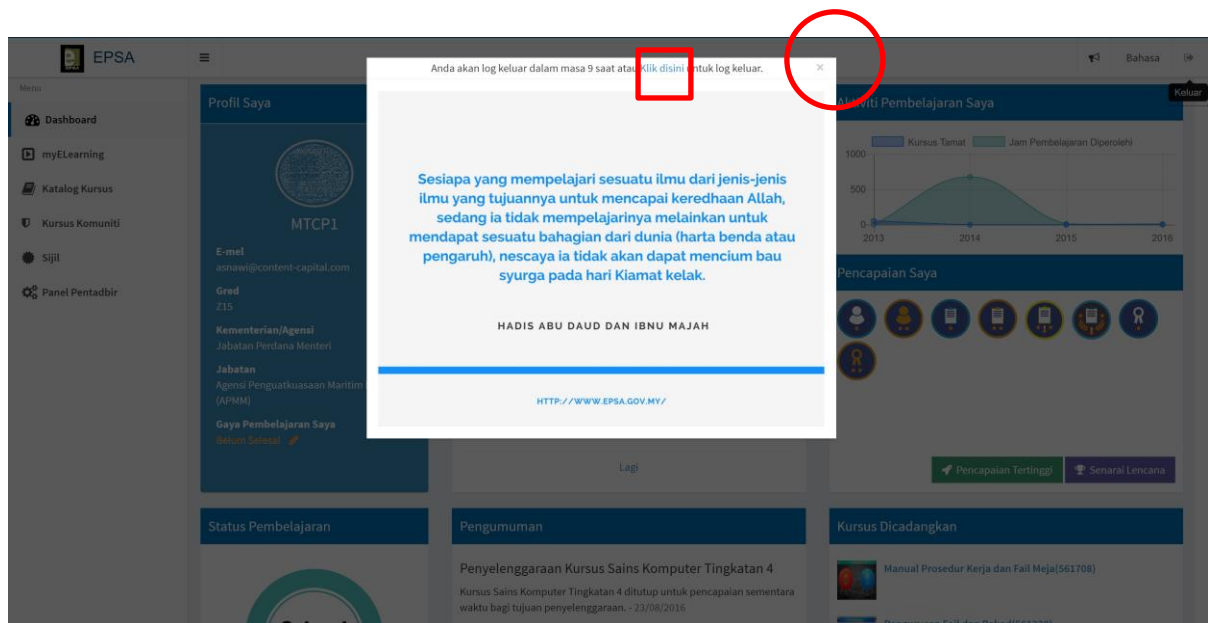 EPSA
Bahasa
Keluar
Menu
Dashboard
myELearning
Katalog Kursus
Kursus Komuniti
Sijil
Panel Pentadbir
Anda akan log keluar dalam masa 9 saat atau Klik disini untuk log keluar.
Sesiapa yang mempelajari sesuatu ilmu dari jenis-jenis
ilmu yang tujuannya untuk mencapai keredhaan Allah,
sedang ia tidak mempelajarinya melainkan untuk
mendapat sesuatu bahagian dari dunia (harta benda atau
pengaruh), nescaya ia tidak akan dapat mencium bau
syurga pada hari Kiamat kelak.
HADIS ABU DAUD DAN IBNU MAJAH
HTTP://WWW.EPSA.GOV.MY/
Profil Saya
MTCP1
E-mel
asnawi@content-capital.com
Gred
Z15
Kementerian/Agensi
Jabatan Perdana Menteri
Jabatan
Agensi Penguatkuasaan Maritim
(APMM)
Gaya Pembelajaran Saya
Belum Selesai
Lagi
Aktiviti Pembelajaran Saya
Kursus Tamat
Jam Pembelajaran Diperolehi
1000
500
0
2013 2014 2015 2016
Pencapaian Saya
Pencapaian Tertinggi
Senarai Lencana
Status Pembelajaran
Pengumuman
Penyelenggaraan Kursus Sains Komputer Tingkatan 4
Kursus Sains Komputer Tingkatan 4 ditutup untuk pencapaian sementara
waktu bagi tujuan penyelenggaraan. - 23/08/2016
Kursus Dicadangkan
Manual Prosedur Kerja dan Fail Meja(561708)